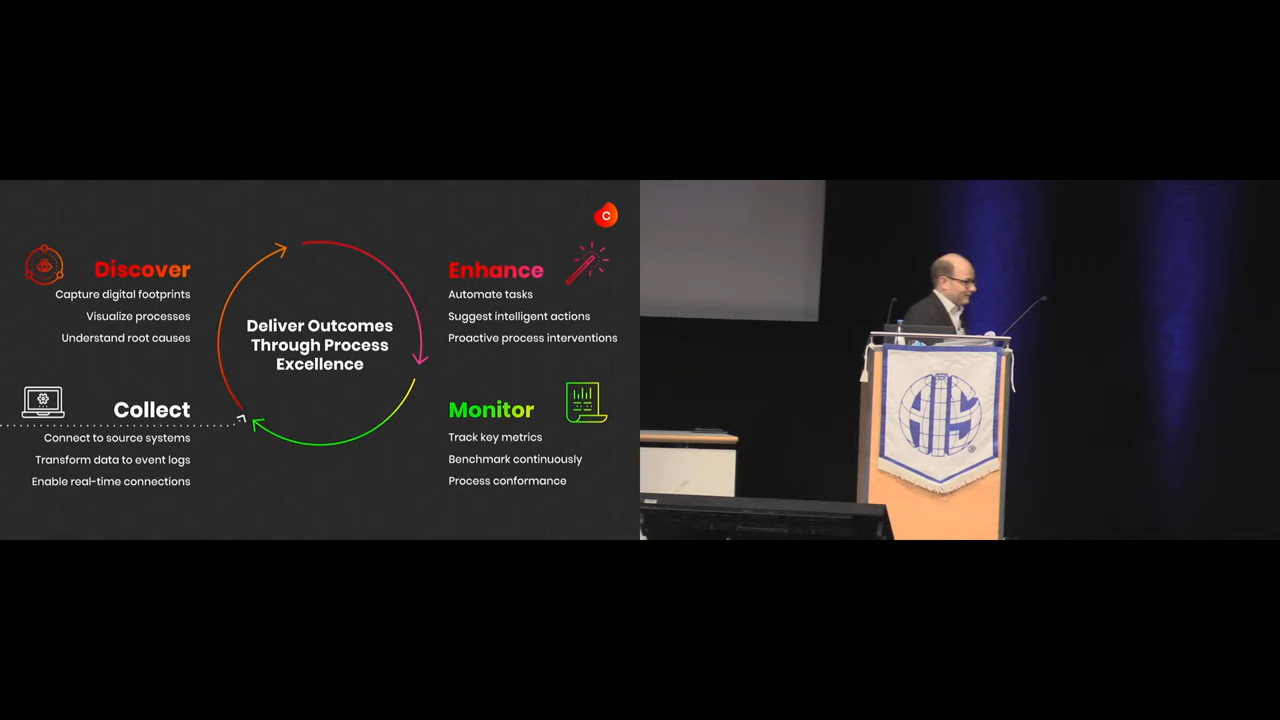 C
Discover
Capture digital footprints
Visualize processes
Understand root causes
Enhance
Automate tasks
Suggest intelligent actions
Proactive process interventions
Deliver Outcomes
Through Process
Excellence
Collect
Connect to source systems
Transform data to event logs
Enable real-time connections
Monitor
Track key metrics
Benchmark continuously
Process conformance
AIS
®